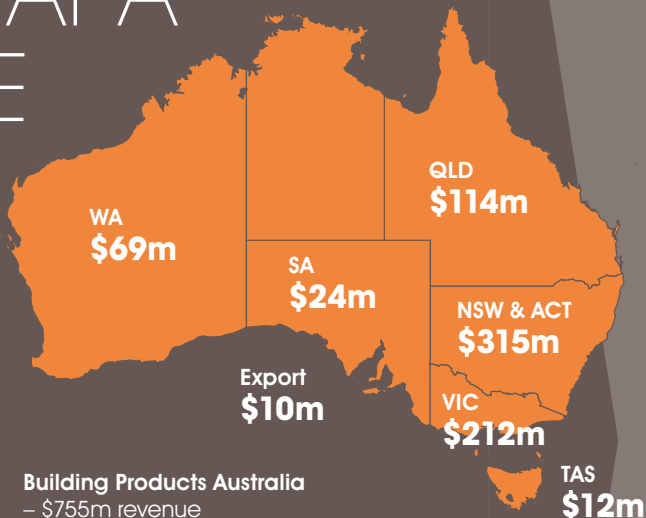 QLD
$114m
WA
$69m
SA
$24m
NSW & ACT
$315m
Export
$10m
VIC
$212m
TAS
$12m
Building Products Australia
– $755m revenue